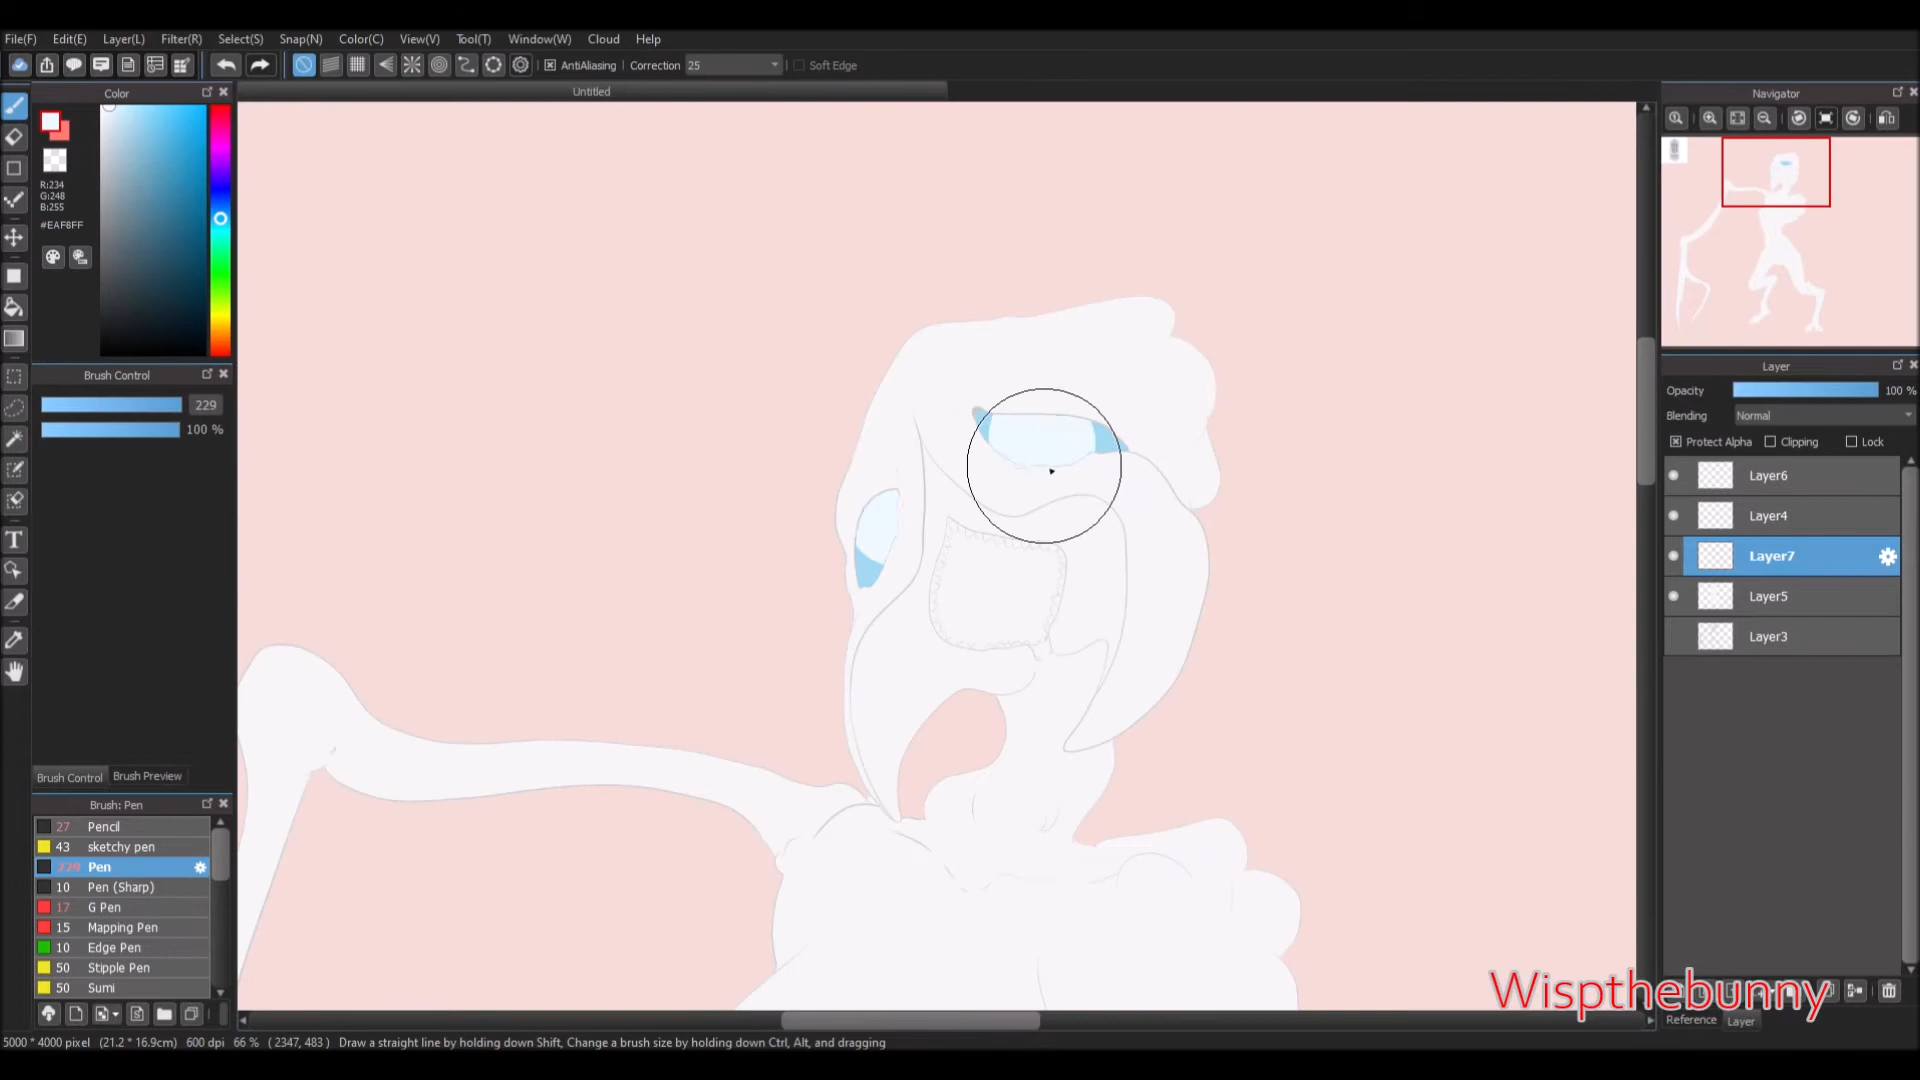 File(F) Edit(E) Layer(L) Filter(R) Select(S) Snap(N) Color(C) View(V) Tool(T) Window(W) Cloud Help
AntiAliasing Correction 25 Soft Edge
Color
Untitled
Navigator
R:234
G:248
B:255
#EAF8FF
Brush Control
229
100 %
Layer
Opacity 100 %
Blending Normal
Protect Alpha Clipping Lock
Layer6
Layer4
Layer7
Layer5
Layer3
Brush Control Brush Preview
Brush: Pen
27 Pencil
43 sketchy pen
229 Pen
10 Pen (Sharp)
17 G Pen
15 Mapping Pen
10 Edge Pen
50 Stipple Pen
50 Sumi
Wispthebunny
Reference Layer
5000 * 4000 pixel (21.2 * 16.9cm) 600 dpi 66 % ( 2347, 483 ) Draw a straight line by holding down Shift, Change a brush size by holding down Ctrl, Alt, and dragging